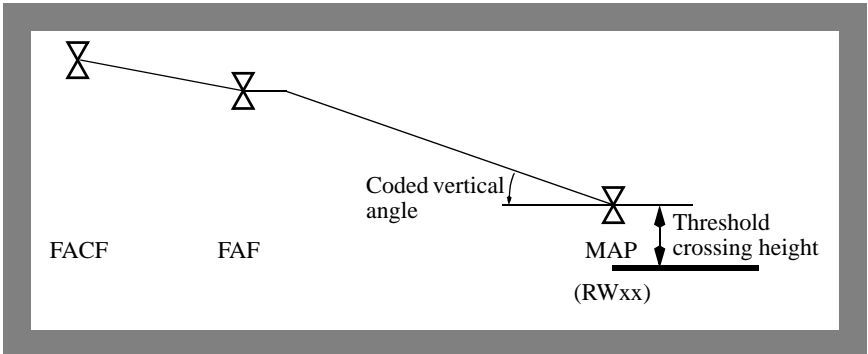 Coded vertical
angle
Threshold
crossing height
FACF
FAF
MAP
(RWxx)